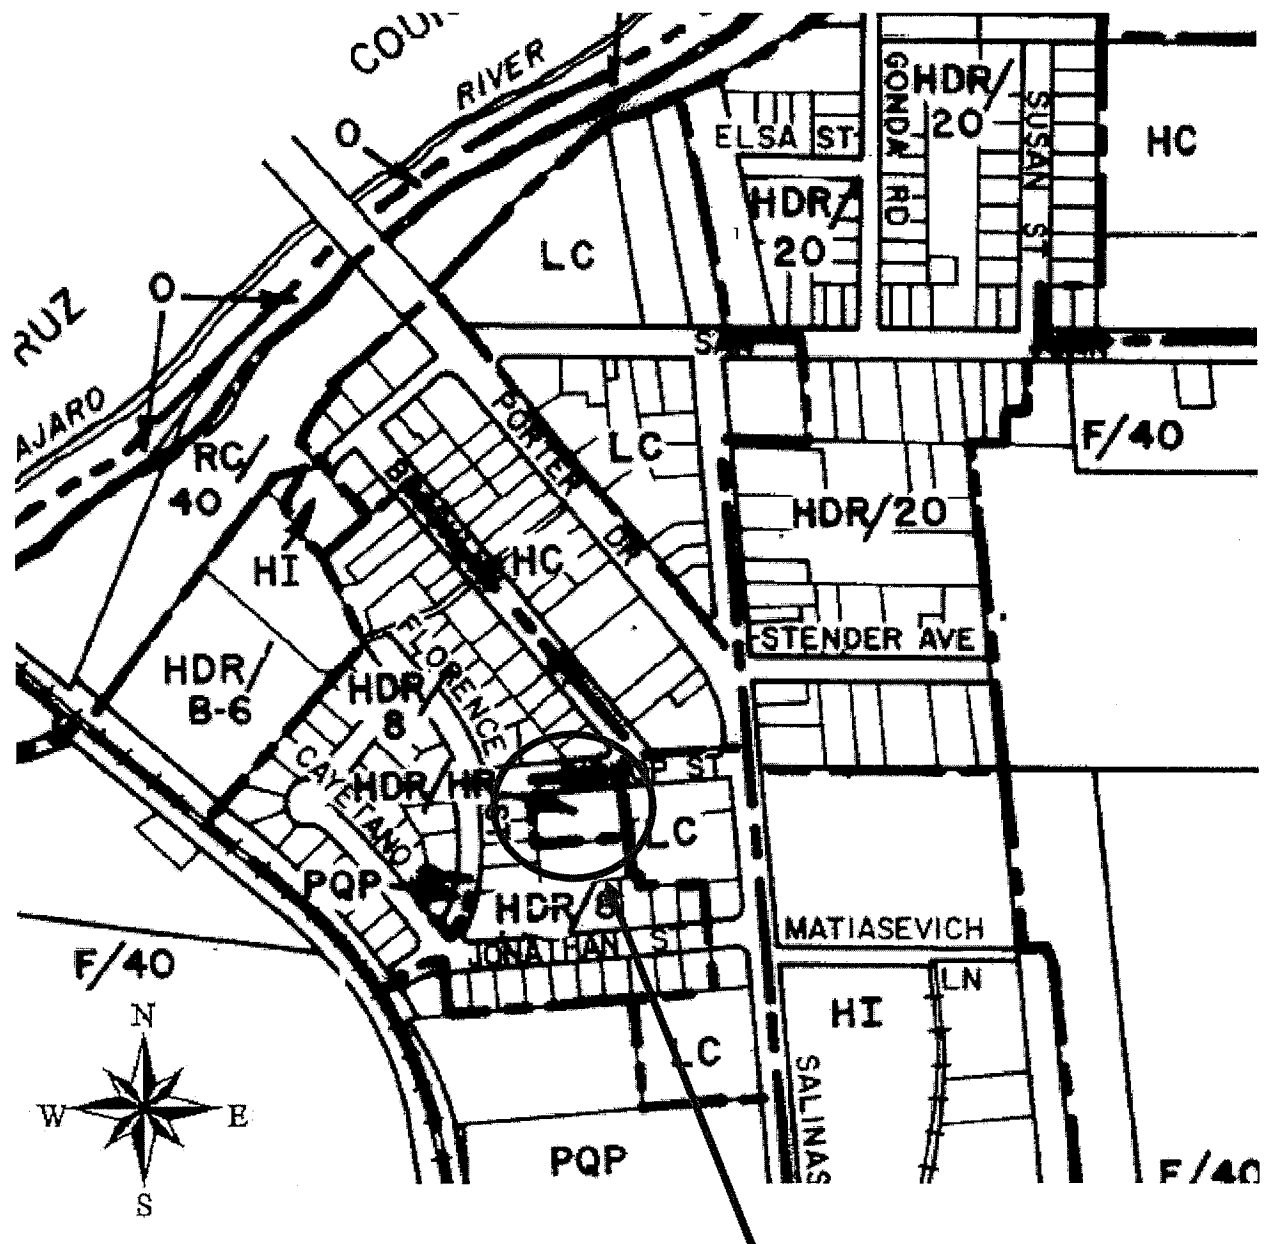 COU
RIVER
GONDA RD
HDR/
20
SUSAN ST
ELSA ST
HC
O
HDR/
20
LC
O
RUZ
AJARO
PORTER DR
LC
F/40
RC/
40
HDR/20
HI
HC
STENDER AVE
FLORENCE
HDR/
B-6
HDR/
8
CAYETANO
HDR/HR
ST
LC
PQP
HDR/8
MATIASEVICH
LN
JONATHAN S
F/40
HI
LC
SALINAS
N
W E
S
PQP
F/40